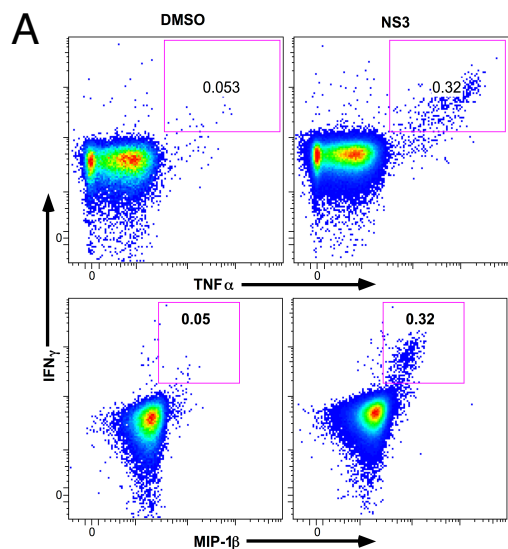 A
DMSO NS3
0.053 0.32
0 0
0
TNFα
IFNγ
0.05 0.32
0
0 0
MIP-1β